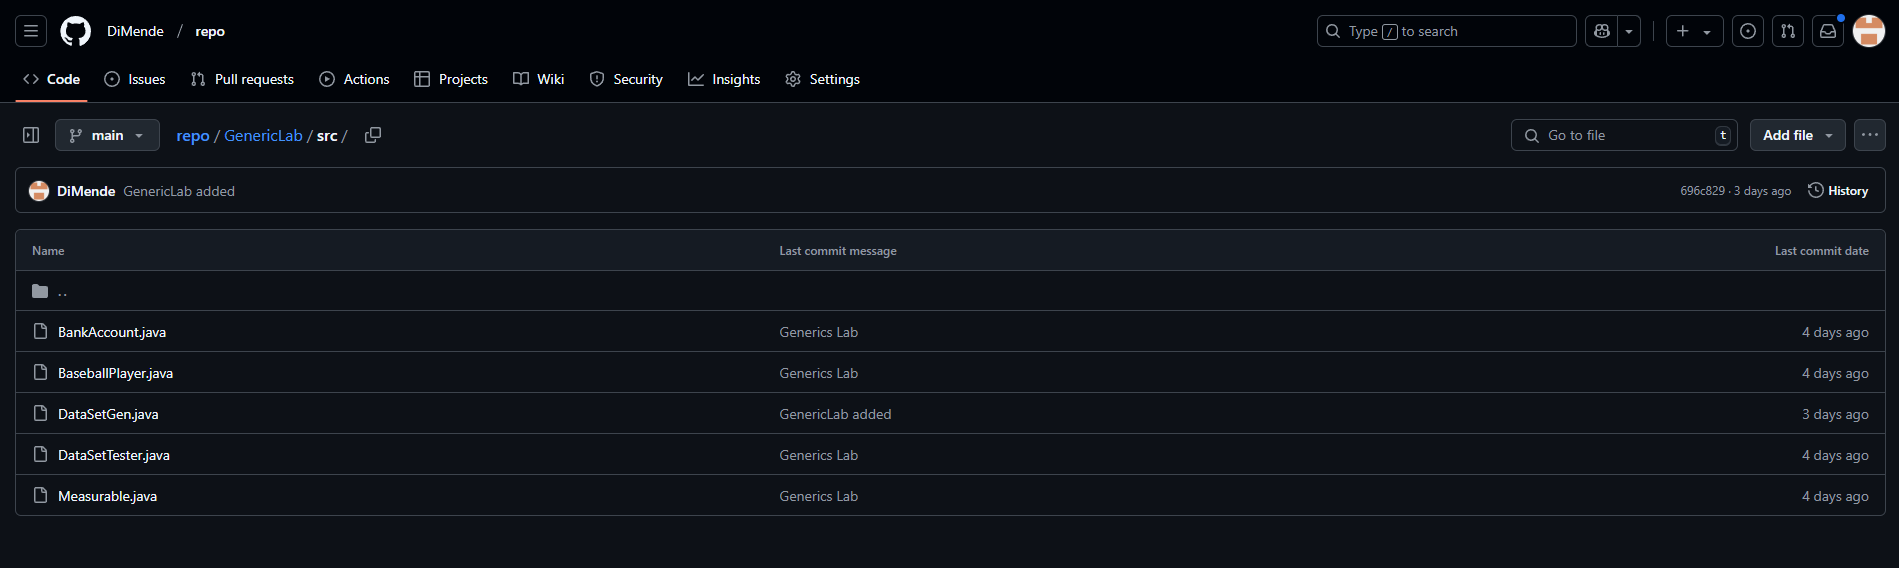 DiMende / repo
Type / to search
Code Issues Pull requests Actions Projects Wiki Security Insights Settings
main repo / GenericLab / src / Go to file t Add file
DiMende GenericLab added 696c829 · 3 days ago History
Name Last commit message Last commit date
..
BankAccount.java Generics Lab 4 days ago
BaseballPlayer.java Generics Lab 4 days ago
DataSetGen.java GenericLab added 3 days ago
DataSetTester.java Generics Lab 4 days ago
Measurable.java Generics Lab 4 days ago